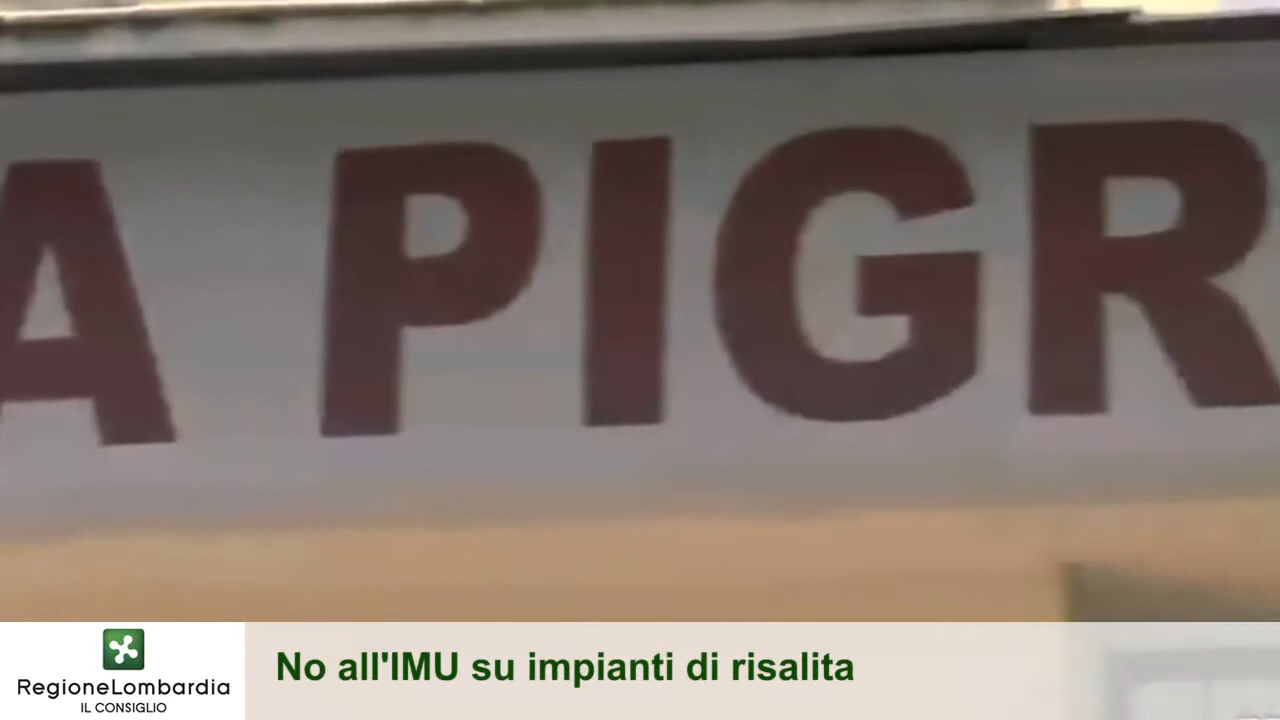 A PIGR
No all'IMU su impianti di risalita
RegioneLombardia
IL CONSIGLIO